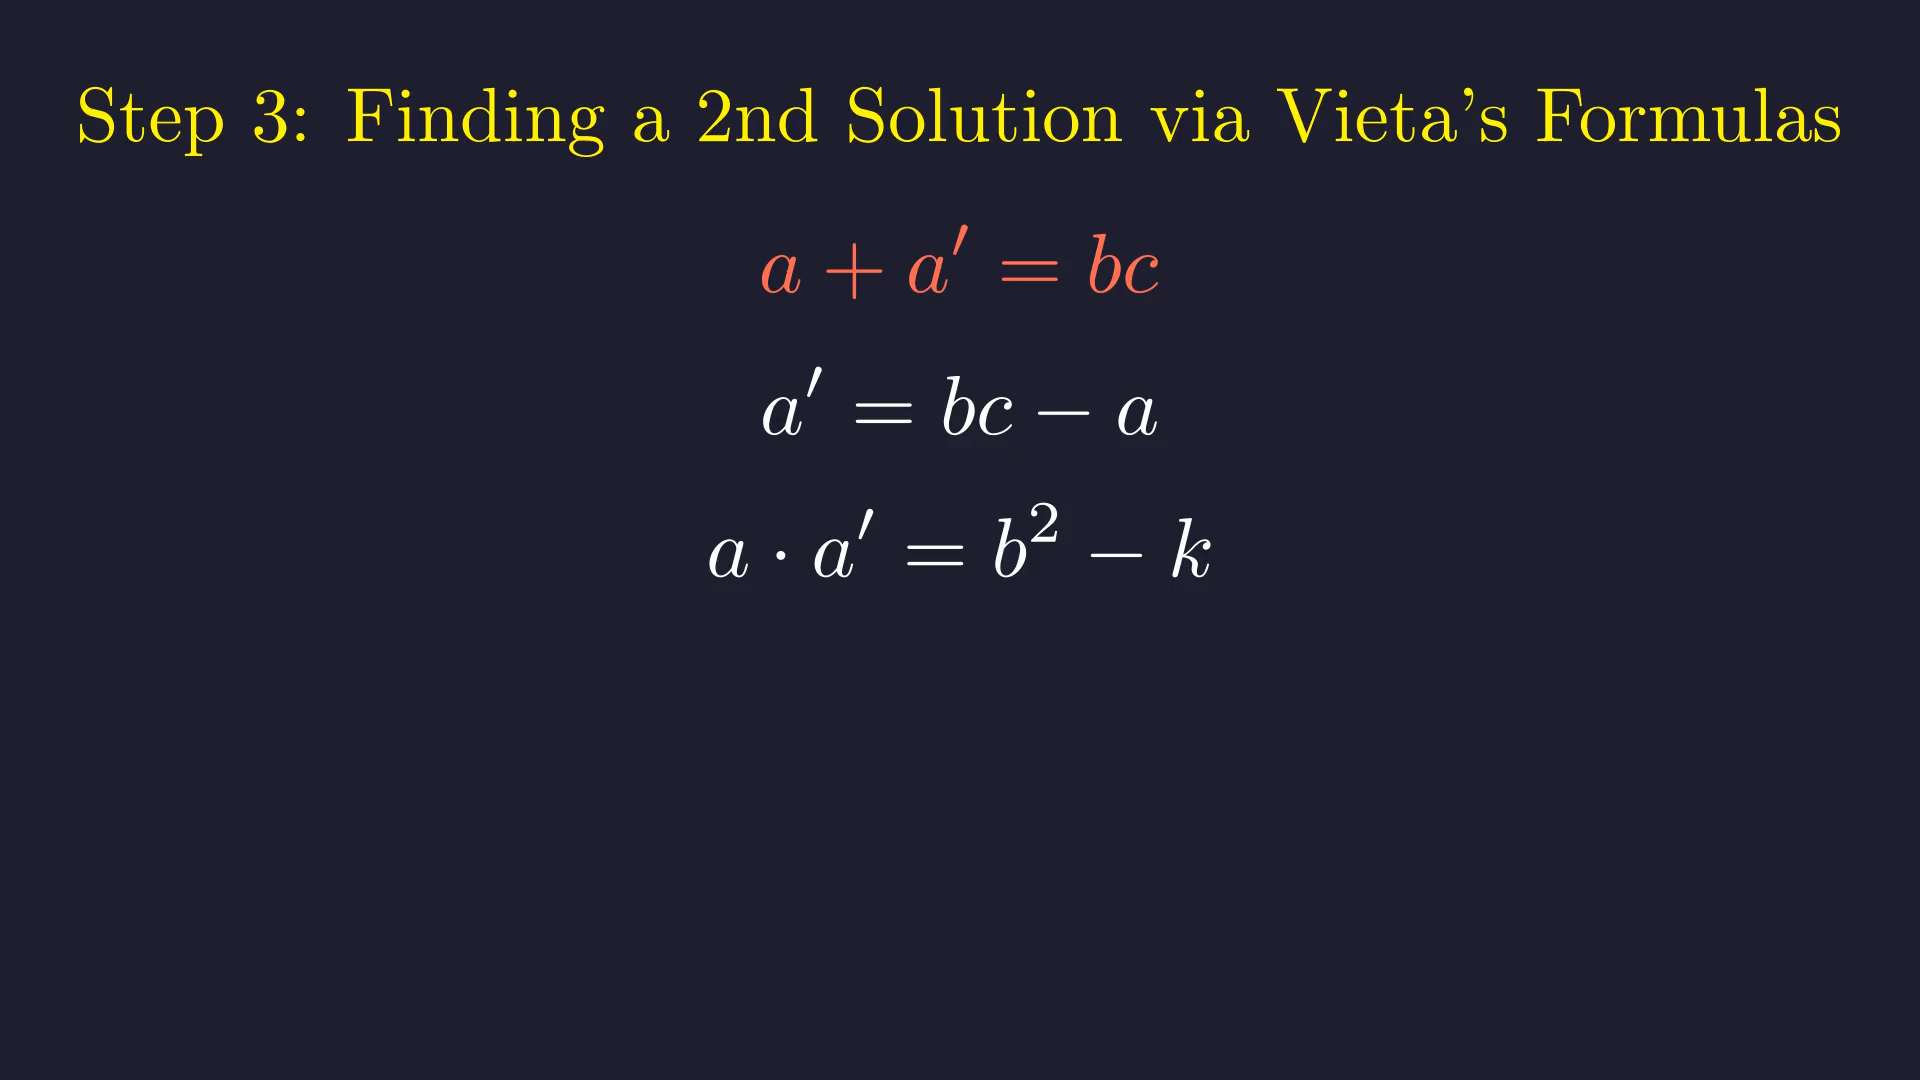 Step 3: Finding a 2nd Solution via Vieta's Formulas
a + a′ = bc
a′ = bc − a
a · a′ = b² − k